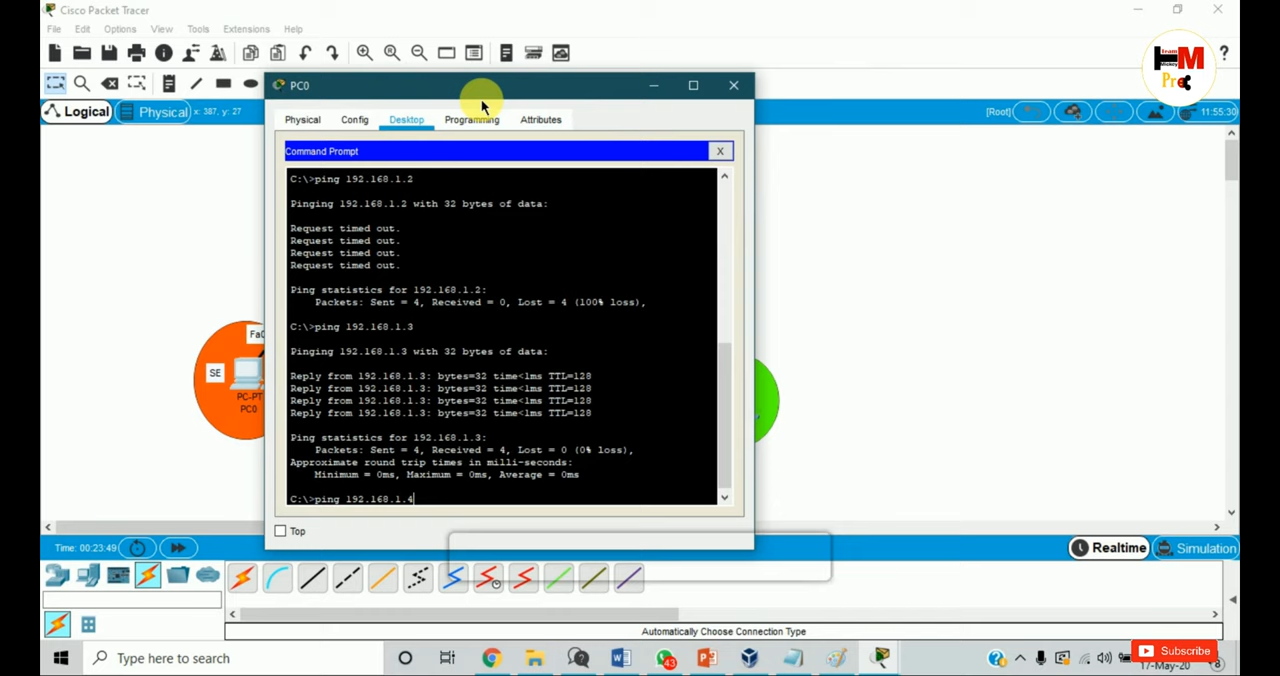 Cisco Packet Tracer
File Edit Options View Tools Extensions Help
Team
Mickey
HM
Pre
?
Logical Physical x: 387, y: 27 [Root] 11:55:30
PC0
Physical Config Desktop Programming Attributes
Command Prompt X
C:\>ping 192.168.1.2
Pinging 192.168.1.2 with 32 bytes of data:
Request timed out.
Request timed out.
Request timed out.
Request timed out.
Ping statistics for 192.168.1.2:
Packets: Sent = 4, Received = 0, Lost = 4 (100% loss),
C:\>ping 192.168.1.3
Pinging 192.168.1.3 with 32 bytes of data:
Reply from 192.168.1.3: bytes=32 time<1ms TTL=128
Reply from 192.168.1.3: bytes=32 time<1ms TTL=128
Reply from 192.168.1.3: bytes=32 time<1ms TTL=128
Reply from 192.168.1.3: bytes=32 time<1ms TTL=128
Ping statistics for 192.168.1.3:
Packets: Sent = 4, Received = 4, Lost = 0 (0% loss),
Approximate round trip times in milli-seconds:
Minimum = 0ms, Maximum = 0ms, Average = 0ms
C:\>ping 192.168.1.4
Fa0
SE
PC-PT
PC0
Top
Time: 00:23:49 Realtime Simulation
Automatically Choose Connection Type
Type here to search
43
Subscribe
17-May-20